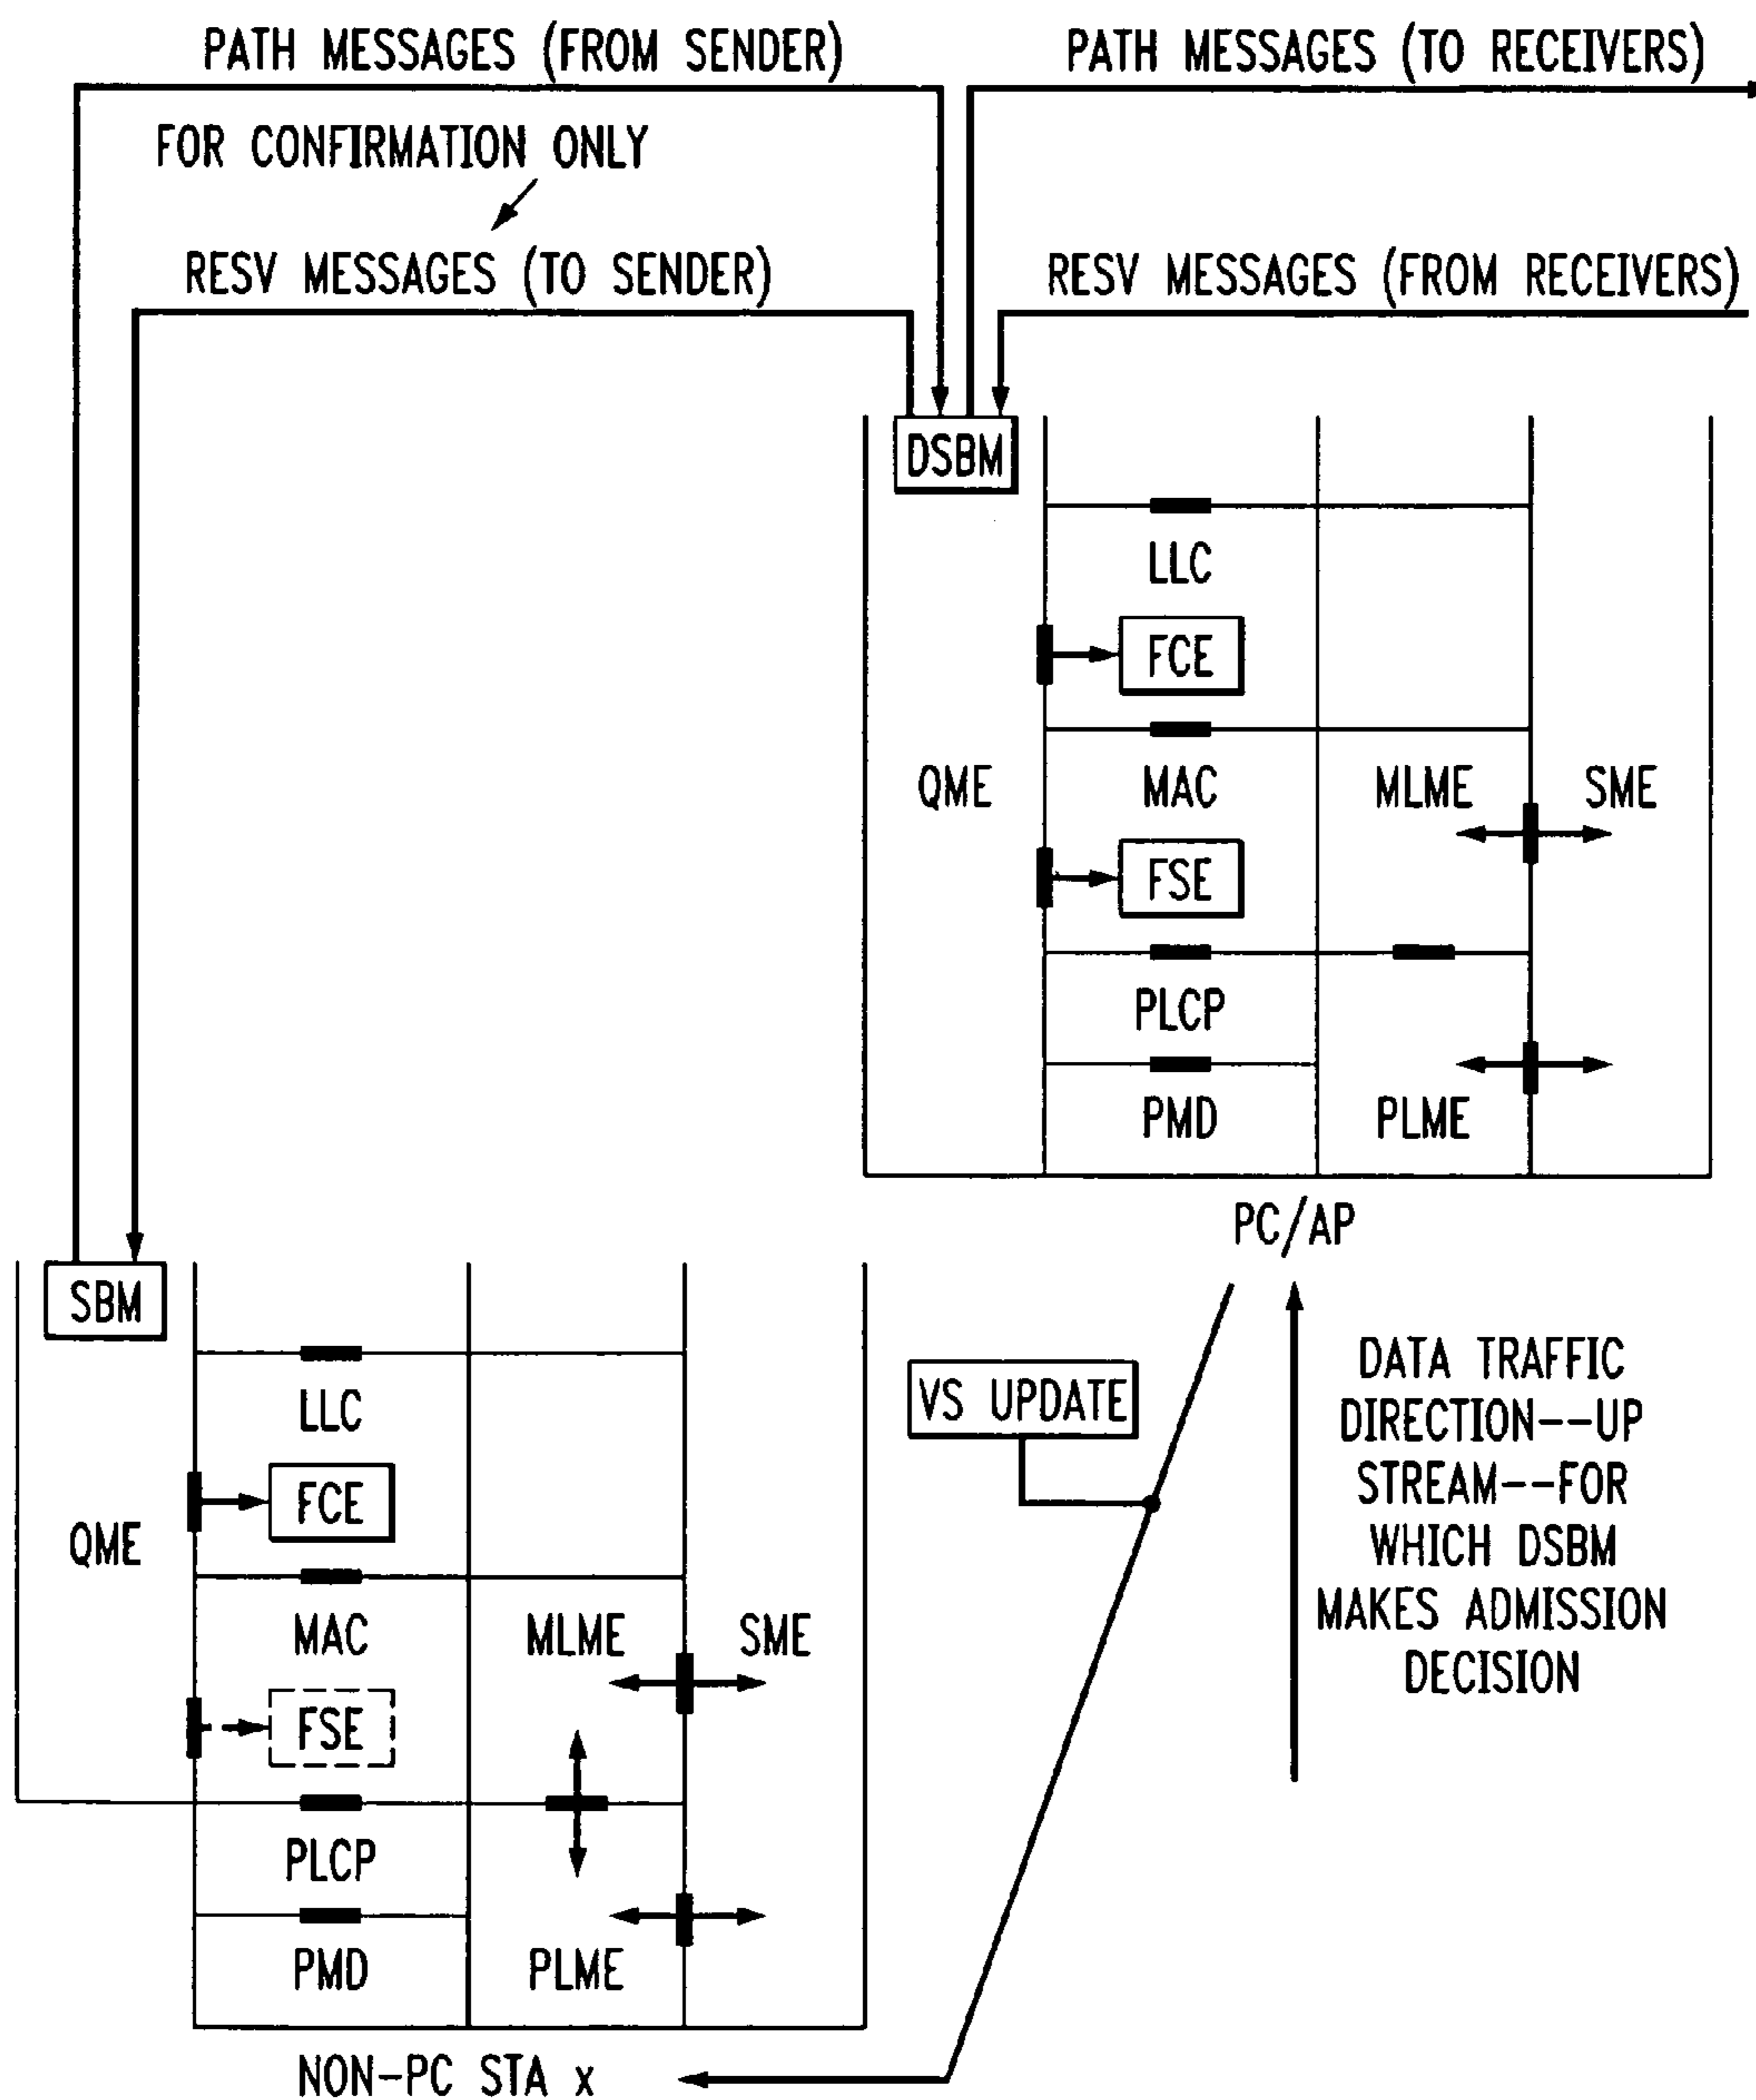 PATH MESSAGES (FROM SENDER)
PATH MESSAGES (TO RECEIVERS)
FOR CONFIRMATION ONLY
RESV MESSAGES (TO SENDER)
RESV MESSAGES (FROM RECEIVERS)
DSBM
LLC
FCE
QME
MAC
MLME
SME
FSE
PLCP
PMD
PLME
PC/AP
SBM
LLC
FCE
QME
MAC
MLME
SME
FSE
PLCP
PMD
PLME
NON-PC STA x
VS UPDATE
DATA TRAFFIC
DIRECTION--UP
STREAM--FOR
WHICH DSBM
MAKES ADMISSION
DECISION